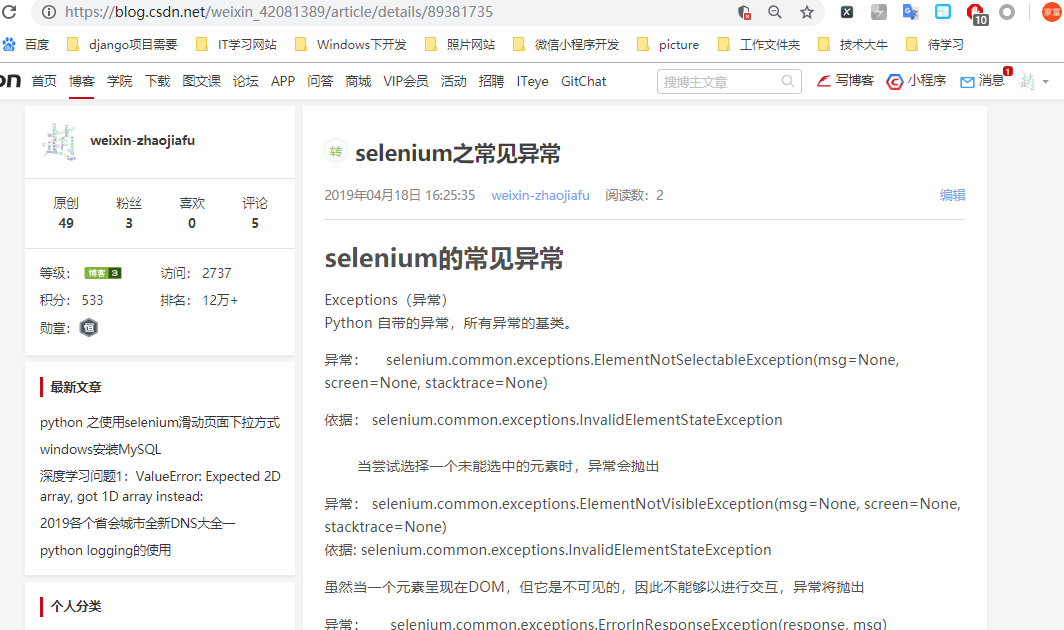 https://blog.csdn.net/weixin_42081389/article/details/89381735
10
家富
百度 django项目需要 IT学习网站 Windows下开发 照片网站 微信小程序开发 picture 工作文件夹 技术大牛 待学习
on 首页 博客 学院 下载 图文课 论坛 APP 问答 商城 VIP会员 活动 招聘 ITeye GitChat 搜博主文章 写博客 小程序 消息 1 赵
weixin-zhaojiafu
原创 粉丝 喜欢 评论
49 3 0 5
等级: 博客 3 访问: 2737
积分: 533 排名: 12万+
勋章: 恒
最新文章
python 之使用selenium滑动页面下拉方式
windows安装MySQL
深度学习问题1：ValueError: Expected 2D
array, got 1D array instead:
2019各个省会城市全新DNS大全一
python logging的使用
个人分类
转 selenium之常见异常
2019年04月18日 16:25:35 weixin-zhaojiafu 阅读数：2 编辑
selenium的常见异常
Exceptions（异常）
Python 自带的异常，所有异常的基类。
异常： selenium.common.exceptions.ElementNotSelectableException(msg=None,
screen=None, stacktrace=None)
依据： selenium.common.exceptions.InvalidElementStateException
当尝试选择一个未能选中的元素时，异常会抛出
异常： selenium.common.exceptions.ElementNotVisibleException(msg=None, screen=None,
stacktrace=None)
依据: selenium.common.exceptions.InvalidElementStateException
虽然当一个元素呈现在DOM，但它是不可见的，因此不能够以进行交互，异常将抛出
异常： selenium.common.exceptions.ErrorInResponseException(response, msg)